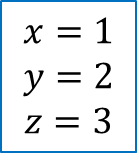 x = 1
y = 2
z = 3